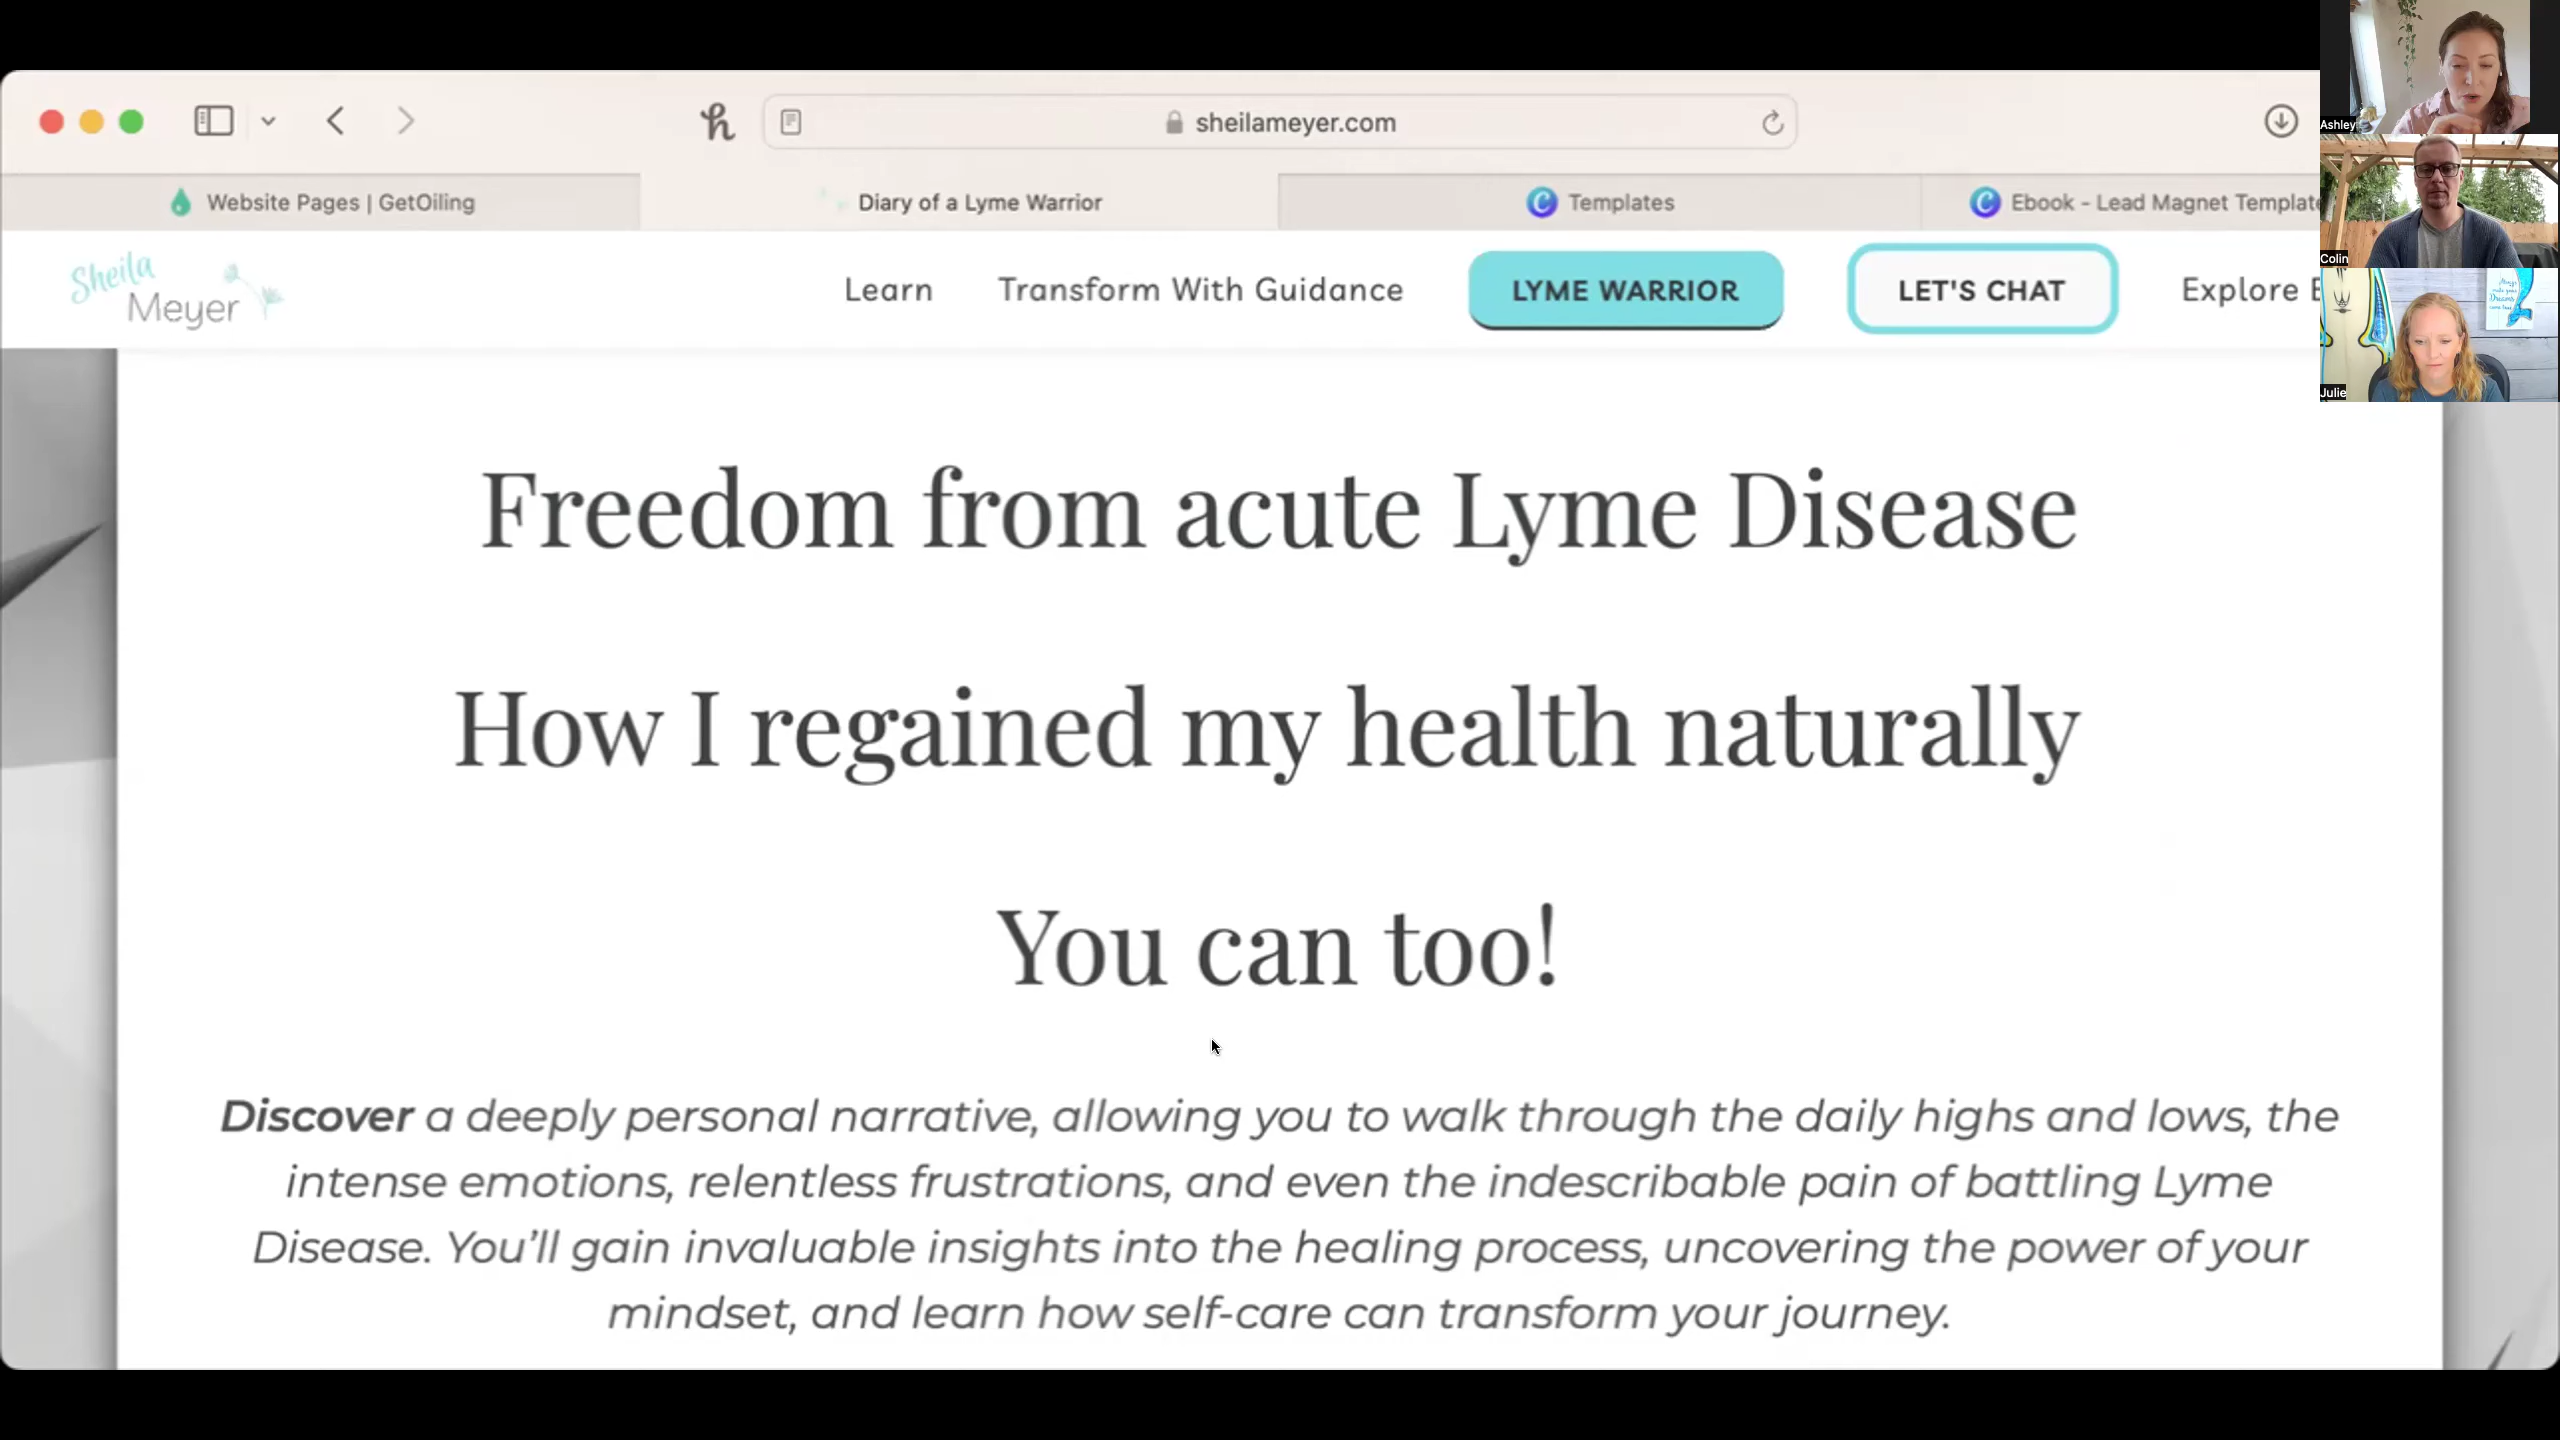 sheilameyer.com
Website Pages | GetOiling
Diary of a Lyme Warrior
Templates
Ebook - Lead Magnet
Sheila
Meyer
Learn
Transform With Guidance
LYME WARRIOR
LET'S CHAT
Explore
Ashley
Colin
Julie
Freedom from acute Lyme Disease
How I regained my health naturally
You can too!
Discover a deeply personal narrative, allowing you to walk through the daily highs and lows, the
intense emotions, relentless frustrations, and even the indescribable pain of battling Lyme
Disease. You’ll gain invaluable insights into the healing process, uncovering the power of your
mindset, and learn how self-care can transform your journey.